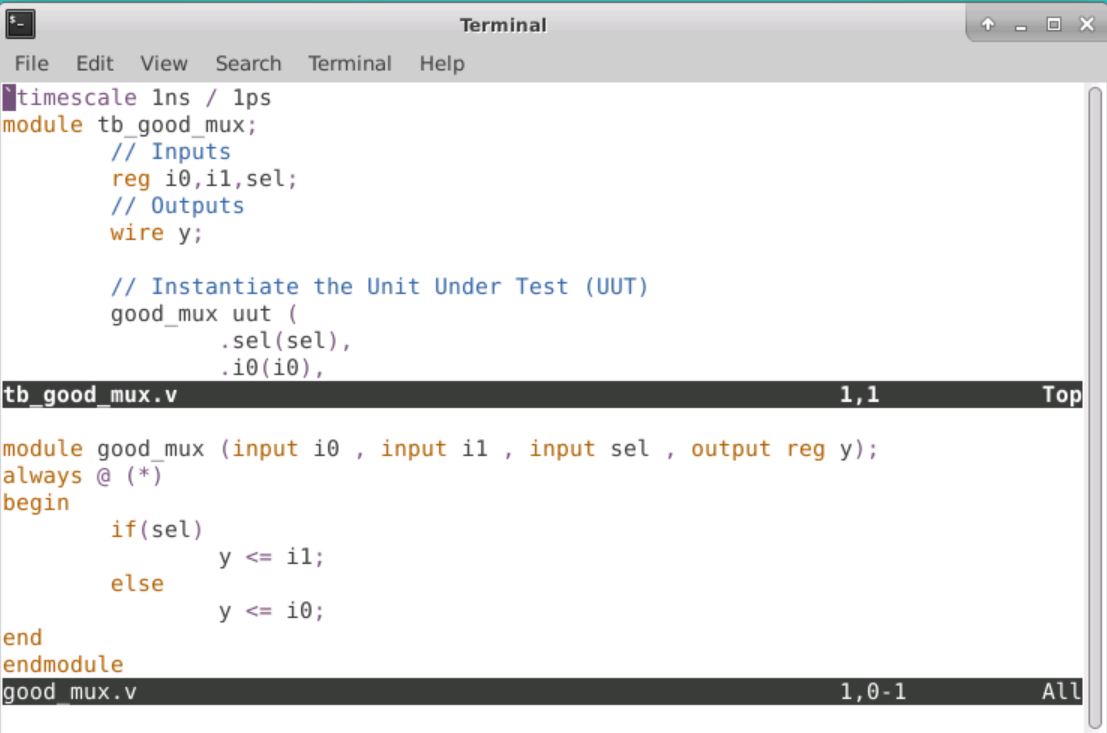 Terminal
File Edit View Search Terminal Help
`timescale 1ns / 1ps
module tb_good_mux;
// Inputs
reg i0,i1,sel;
// Outputs
wire y;
// Instantiate the Unit Under Test (UUT)
good_mux uut (
.sel(sel),
.i0(i0),
tb_good_mux.v 1,1 Top
module good_mux (input i0 , input i1 , input sel , output reg y);
always @ (*)
begin
if(sel)
y <= i1;
else
y <= i0;
end
endmodule
good_mux.v 1,0-1 All